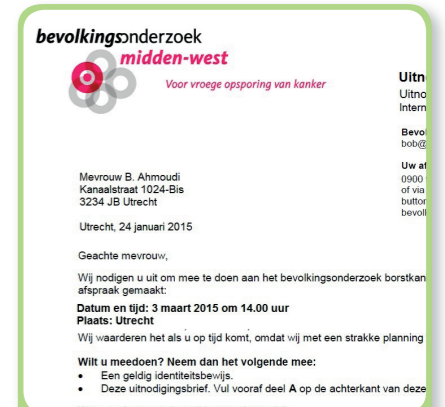 bevolkingsonderzoek
midden-west
Voor vroege opsporing van kanker
Uitn
Uitno
Intern
Bevol
bob@
Uw af
0900
of via
button
bevoll
Mevrouw B. Ahmoudi
Kanaalstraat 1024-Bis
3234 JB Utrecht
Utrecht, 24 januari 2015
Geachte mevrouw,
Wij nodigen u uit om mee te doen aan het bevolkingsonderzoek borstkan
afspraak gemaakt:
Datum en tijd: 3 maart 2015 om 14.00 uur
Plaats: Utrecht
Wij waarderen het als u op tijd komt, omdat wij met een strakke planning
Wilt u meedoen? Neem dan het volgende mee:
• Een geldig identiteitsbewijs.
• Deze uitnodigingsbrief. Vul vooraf deel A op de achterkant van deze